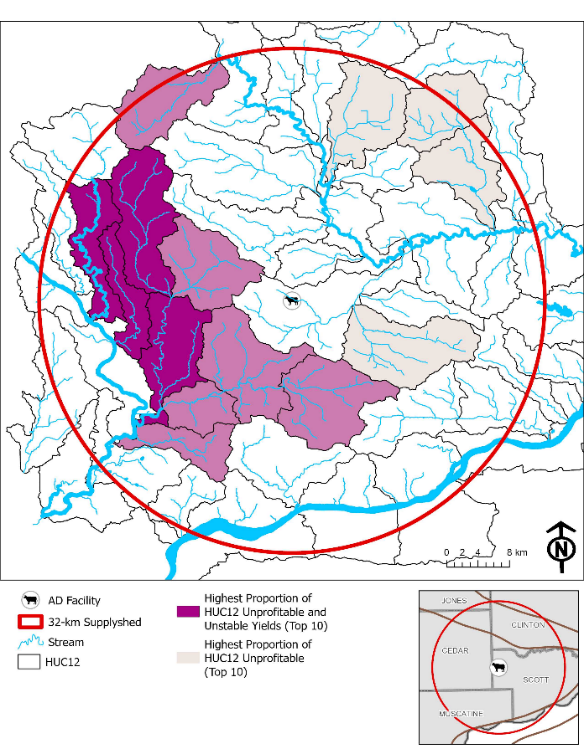 N
0 2 4 8 km
AD Facility
32-km Supplyshed
Stream
HUC12
Highest Proportion of
HUC12 Unprofitable and
Unstable Yields (Top 10)
Highest Proportion of
HUC12 Unprofitable
(Top 10)
JONES
CLINTON
CEDAR
SCOTT
MUSCATINE